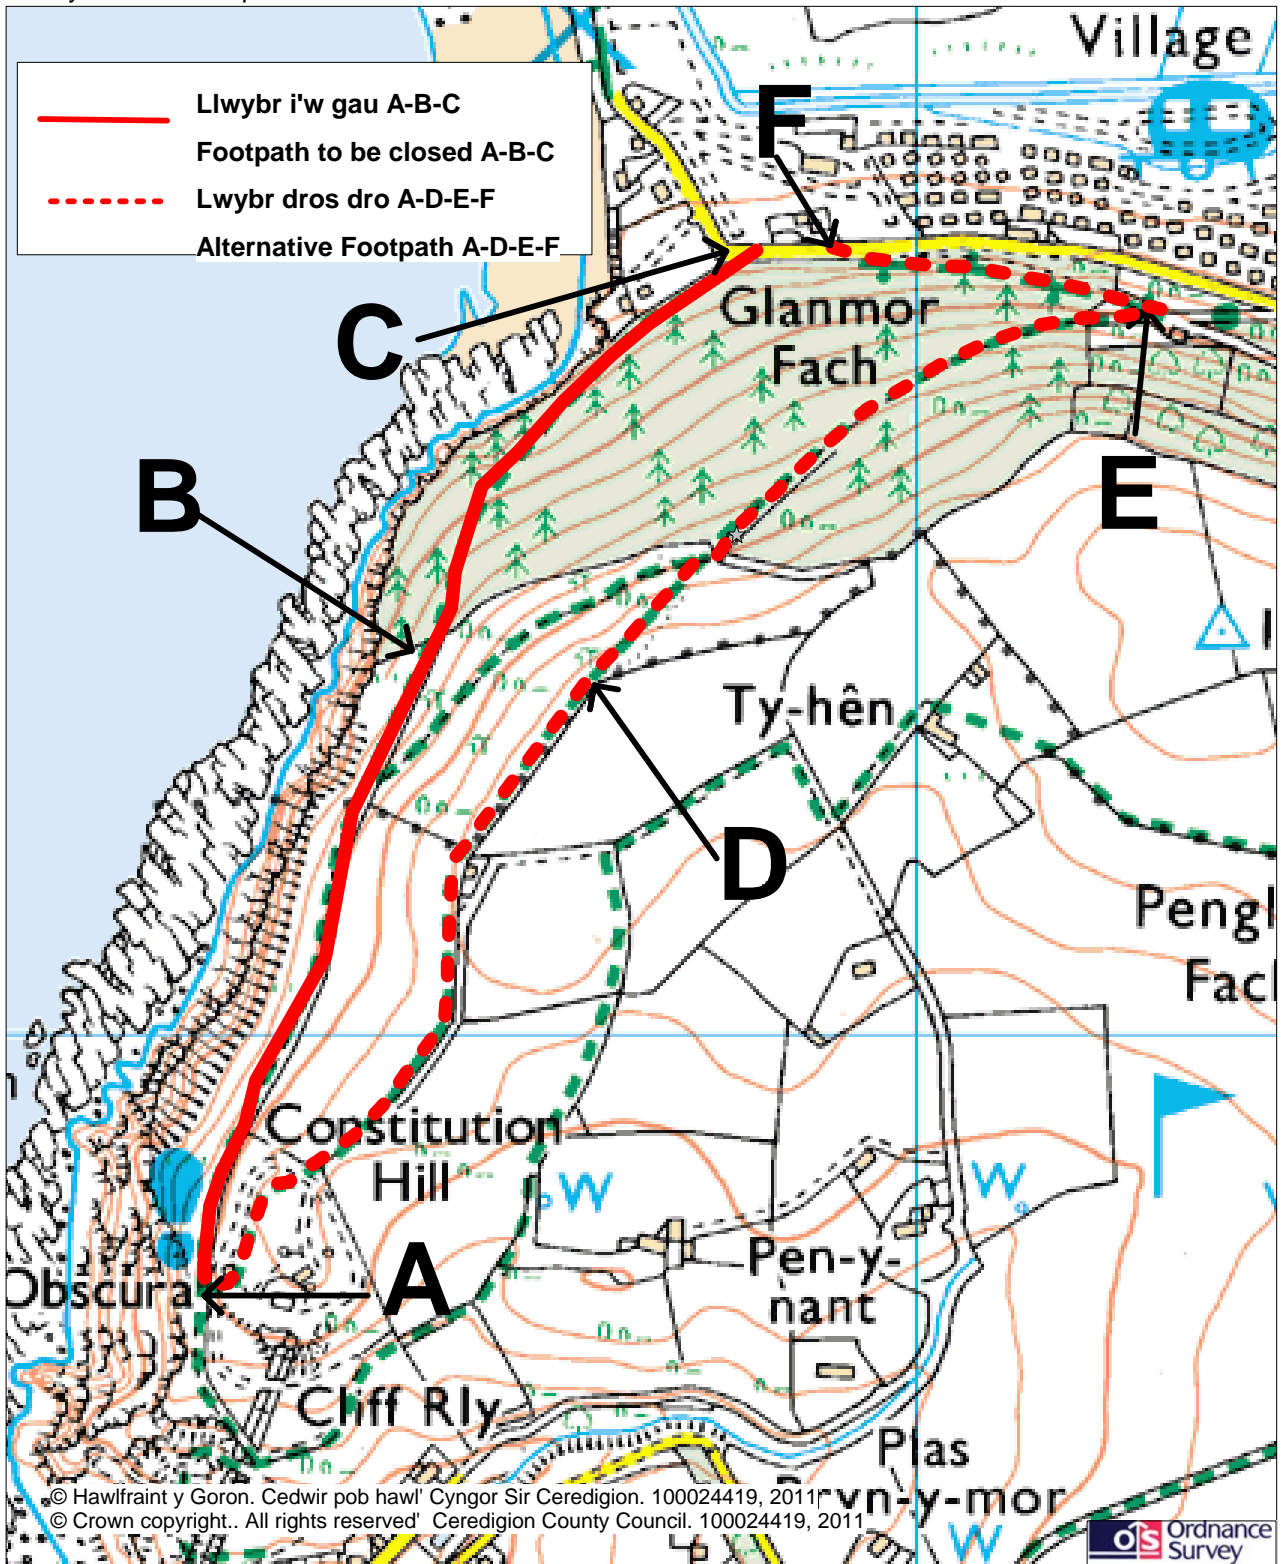 Llwybr i'w gau A-B-C
Footpath to be closed A-B-C
Lwybr dros dro A-D-E-F
Alternative Footpath A-D-E-F
Village
F
C
Glanmor
Fach
B
E
Ty-hên
D
Constitution
Hill
W
W
Obscura
A
Pen-y-
nant
Cliff Rly
Plas
© Hawlfraint y Goron. Cedwir pob hawl' Cyngor Sir Ceredigion. 100024419, 2011
© Crown copyright.. All rights reserved' Ceredigion County Council. 100024419, 2011
W
os Ordnance
Survey